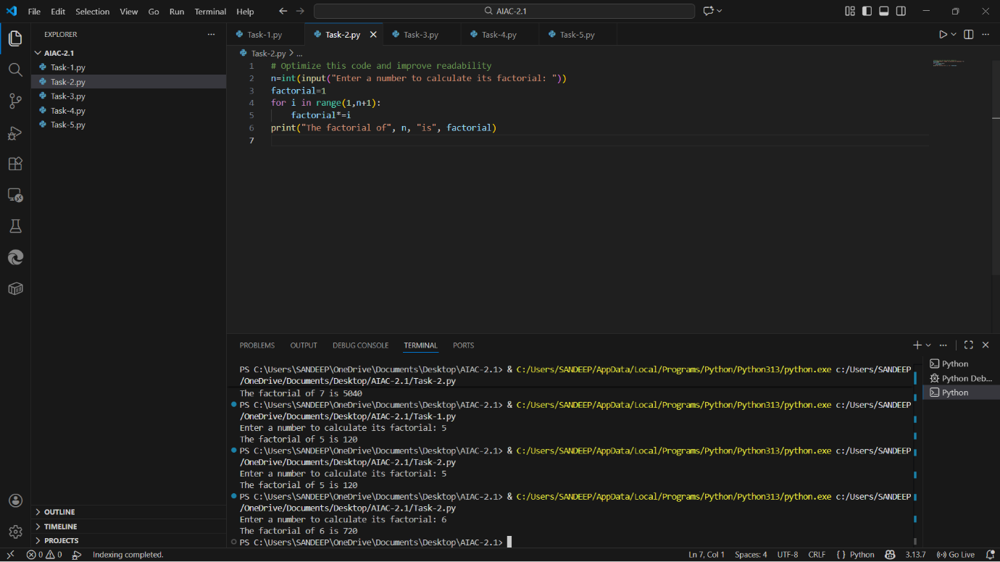 File Edit Selection View Go Run Terminal Help AIAC-2.1
EXPLORER
AIAC-2.1
Task-1.py
Task-2.py
Task-3.py
Task-4.py
Task-5.py
OUTLINE
TIMELINE
PROJECTS
Task-1.py Task-2.py Task-3.py Task-4.py Task-5.py
Task-2.py > ...
1 # Optimize this code and improve readability
2 n=int(input("Enter a number to calculate its factorial: "))
3 factorial=1
4 for i in range(1,n+1):
5 factorial*=i
6 print("The factorial of", n, "is", factorial)
7
PROBLEMS OUTPUT DEBUG CONSOLE TERMINAL PORTS
PS C:\Users\SANDEEP\OneDrive\Documents\Desktop\AIAC-2.1> & C:/Users/SANDEEP/AppData/Local/Programs/Python/Python313/python.exe c:/Users/SANDEEP
/OneDrive/Documents/Desktop/AIAC-2.1/Task-2.py
The factorial of 7 is 5040
PS C:\Users\SANDEEP\OneDrive\Documents\Desktop\AIAC-2.1> & C:/Users/SANDEEP/AppData/Local/Programs/Python/Python313/python.exe c:/Users/SANDEEP
/OneDrive/Documents/Desktop/AIAC-2.1/Task-1.py
Enter a number to calculate its factorial: 5
The factorial of 5 is 120
PS C:\Users\SANDEEP\OneDrive\Documents\Desktop\AIAC-2.1> & C:/Users/SANDEEP/AppData/Local/Programs/Python/Python313/python.exe c:/Users/SANDEEP
/OneDrive/Documents/Desktop/AIAC-2.1/Task-2.py
Enter a number to calculate its factorial: 5
The factorial of 5 is 120
PS C:\Users\SANDEEP\OneDrive\Documents\Desktop\AIAC-2.1> & C:/Users/SANDEEP/AppData/Local/Programs/Python/Python313/python.exe c:/Users/SANDEEP
/OneDrive/Documents/Desktop/AIAC-2.1/Task-2.py
Enter a number to calculate its factorial: 6
The factorial of 6 is 720
PS C:\Users\SANDEEP\OneDrive\Documents\Desktop\AIAC-2.1>
Python
Python Deb...
Python
0 0 Indexing completed. Ln 7, Col 1 Spaces: 4 UTF-8 CRLF { } Python 3.13.7 Go Live